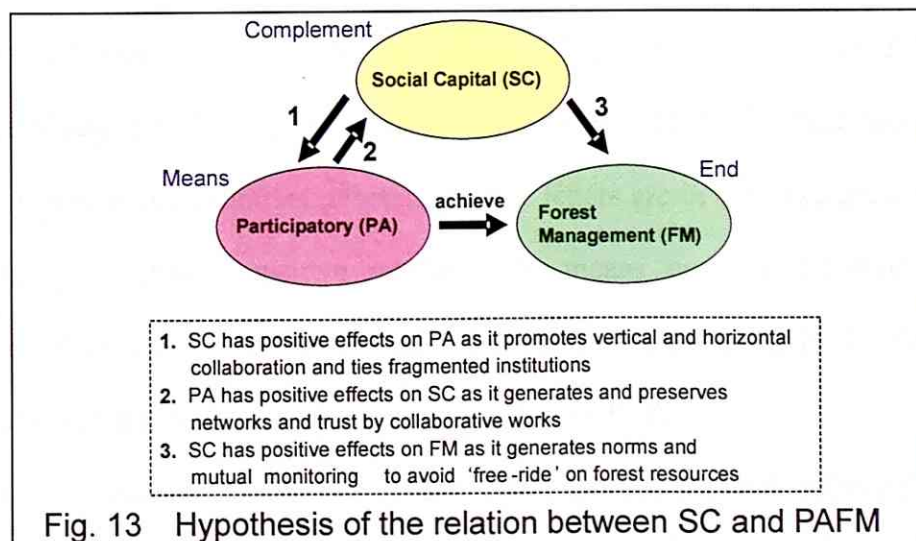 Complement
Social Capital (SC)
1
2
3
Means
End
Participatory (PA)
achieve
Forest
Management (FM)
1. SC has positive effects on PA as it promotes vertical and horizontal
collaboration and ties fragmented institutions
2. PA has positive effects on SC as it generates and preserves
networks and trust by collaborative works
3. SC has positive effects on FM as it generates norms and
mutual monitoring to avoid 'free-ride' on forest resources
Fig. 13 Hypothesis of the relation between SC and PAFM